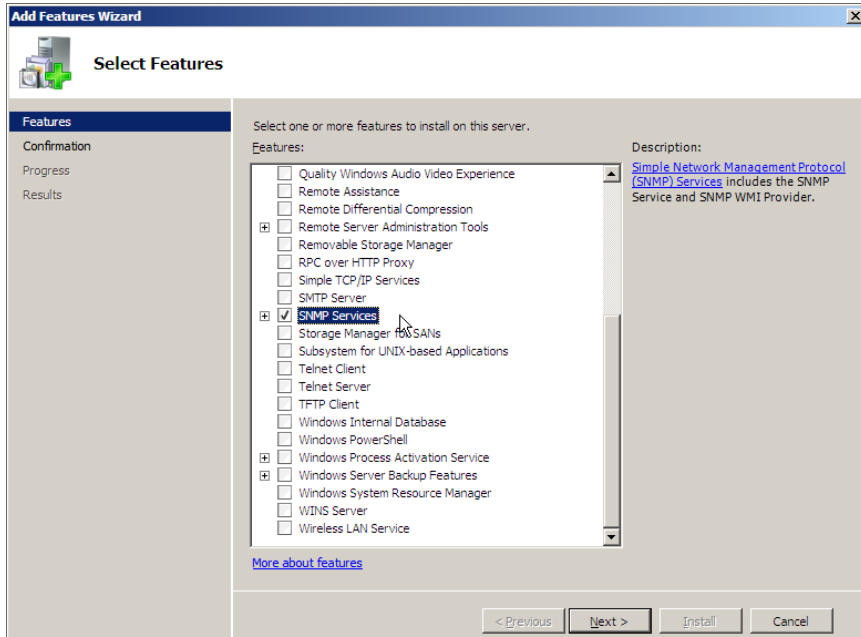 Add Features Wizard
Select Features
Features
Confirmation
Progress
Results
Select one or more features to install on this server.
Features:
Quality Windows Audio Video Experience
Remote Assistance
Remote Differential Compression
Remote Server Administration Tools
Removable Storage Manager
RPC over HTTP Proxy
Simple TCP/IP Services
SMTP Server
SNMP Services
Storage Manager for SANs
Subsystem for UNIX-based Applications
Telnet Client
Telnet Server
TFTP Client
Windows Internal Database
Windows PowerShell
Windows Process Activation Service
Windows Server Backup Features
Windows System Resource Manager
WINS Server
Wireless LAN Service
More about features
Description:
Simple Network Management Protocol
(SNMP) Services includes the SNMP
Service and SNMP WMI Provider.
< Previous
Next >
Install
Cancel